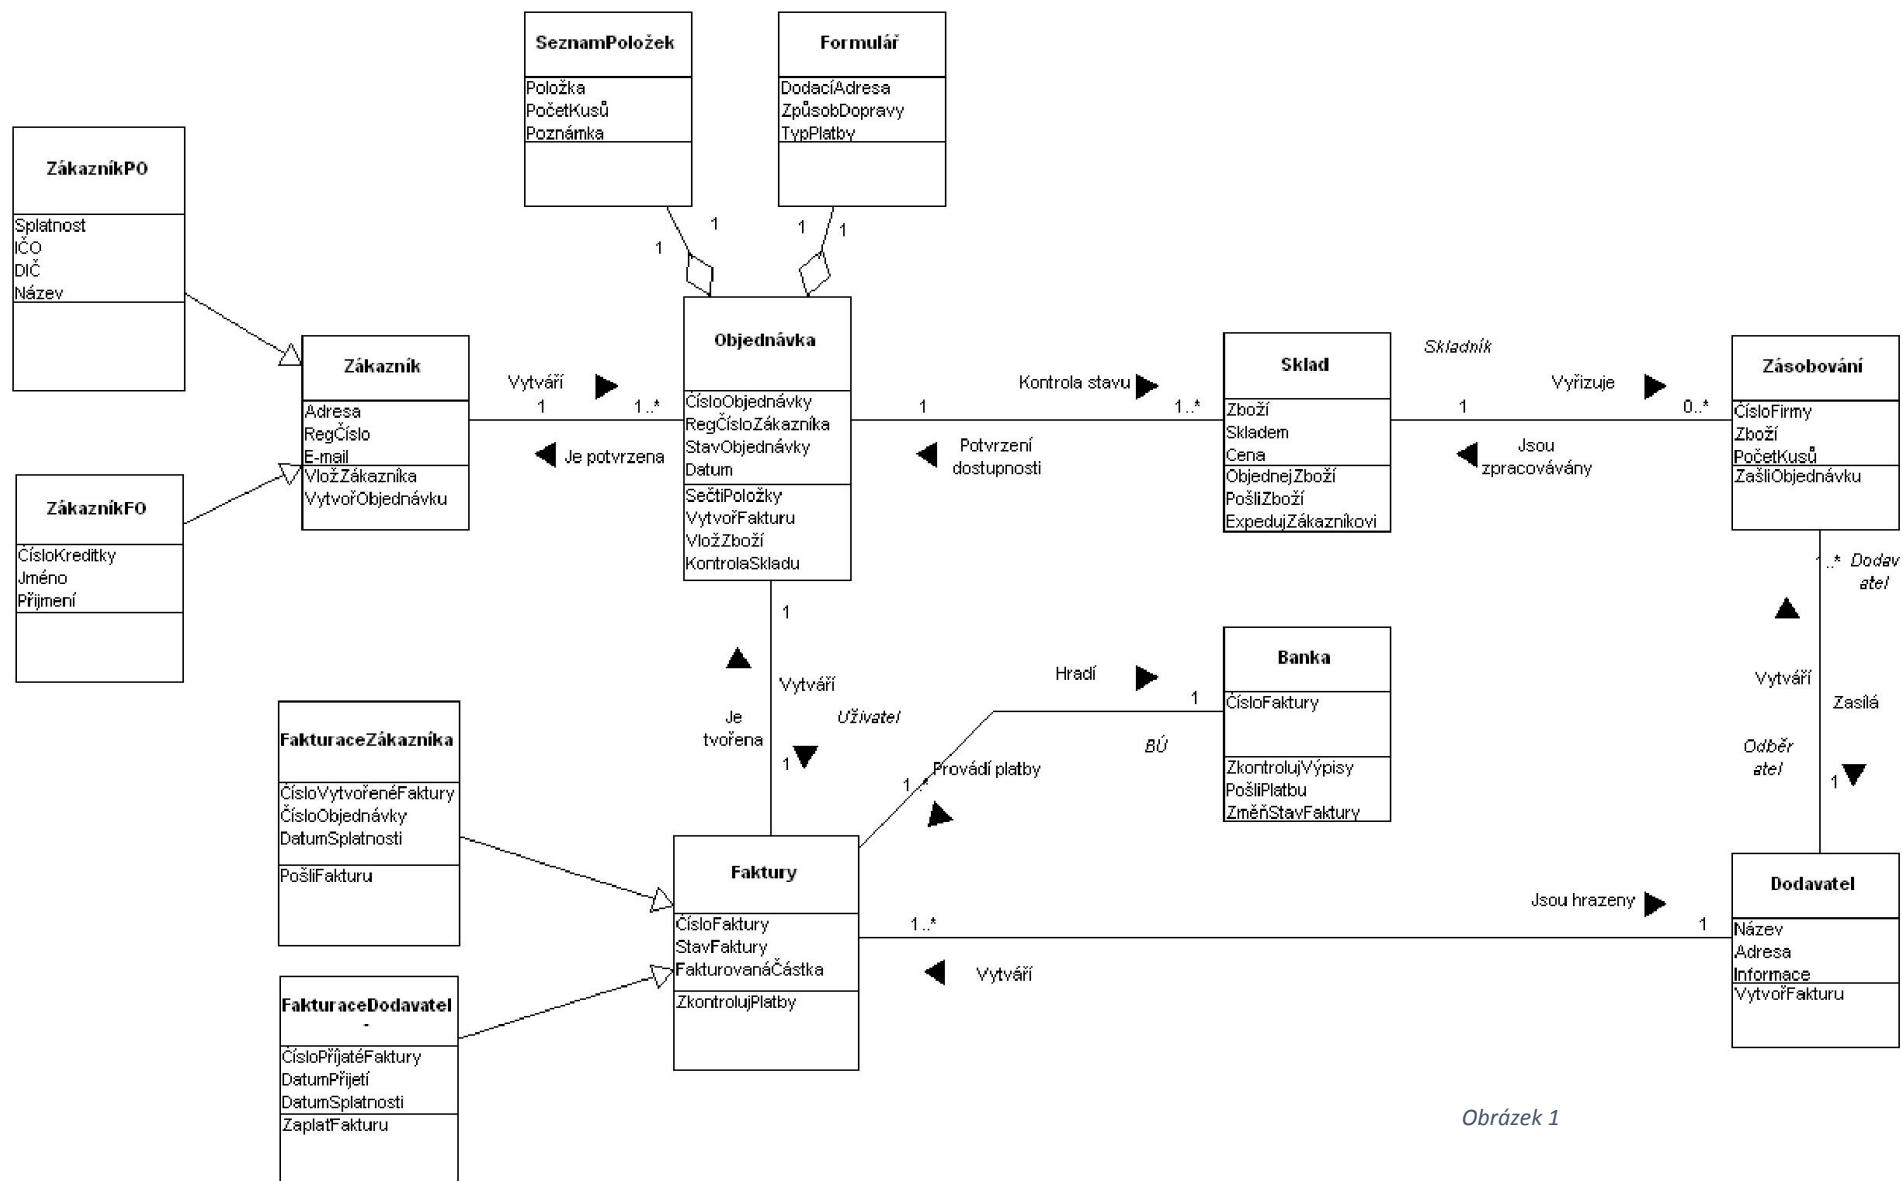 SeznamPoložek
Položka
PočetKusů
Poznámka
Formulář
DodacíAdresa
ZpůsobDopravy
TypPlatby
ZákazníkPO
Splatnost
IČO
DIČ
Název
1
1
1
1
Zákazník
Adresa
RegČíslo
E-mail
VložZákazníka
VytvořObjednávku
Vytváří
1
1..*
Je potvrzena
Objednávka
ČísloObjednávky
RegČísloZákazníka
StavObjednávky
Datum
SečtiPoložky
VytvořFakturu
VložZboží
KontrolaSkladu
Kontrola stavu
1
1..*
Potvrzení
dostupnosti
Sklad
Zboží
Skladem
Cena
ObjednejZboží
PošliZboží
ExpedujZákazníkovi
Skladník
Vyřizuje
1
0..*
Jsou
zpracovávány
Zásobování
ČísloFirmy
Zboží
PočetKusů
ZašliObjednávku
ZákazníkFO
ČísloKreditky
Jméno
Přijmení
1
Vytváří
Je
tvořena
Uživatel
1
Hradí
1
BÚ
Provádí platby
1..*
Banka
ČísloFaktury
ZkontrolujVýpisy
PošliPlatbu
ZměňStavFaktury
1..*
Dodav
atel
Vytváří
Zasílá
Odběr
atel
1
FakturaceZákazníka
ČísloVytvořenéFaktury
ČísloObjednávky
DatumSplatnosti
PošliFakturu
Faktury
ČísloFaktury
StavFaktury
FakturovanáČástka
ZkontrolujPlatby
Jsou hrazeny
1..*
1
Vytváří
Dodavatel
Název
Adresa
Informace
VytvořFakturu
FakturaceDodavatel
-
ČísloPříjatéFaktury
DatumPřijetí
DatumSplatnosti
ZaplaťFakturu
Obrázek 1